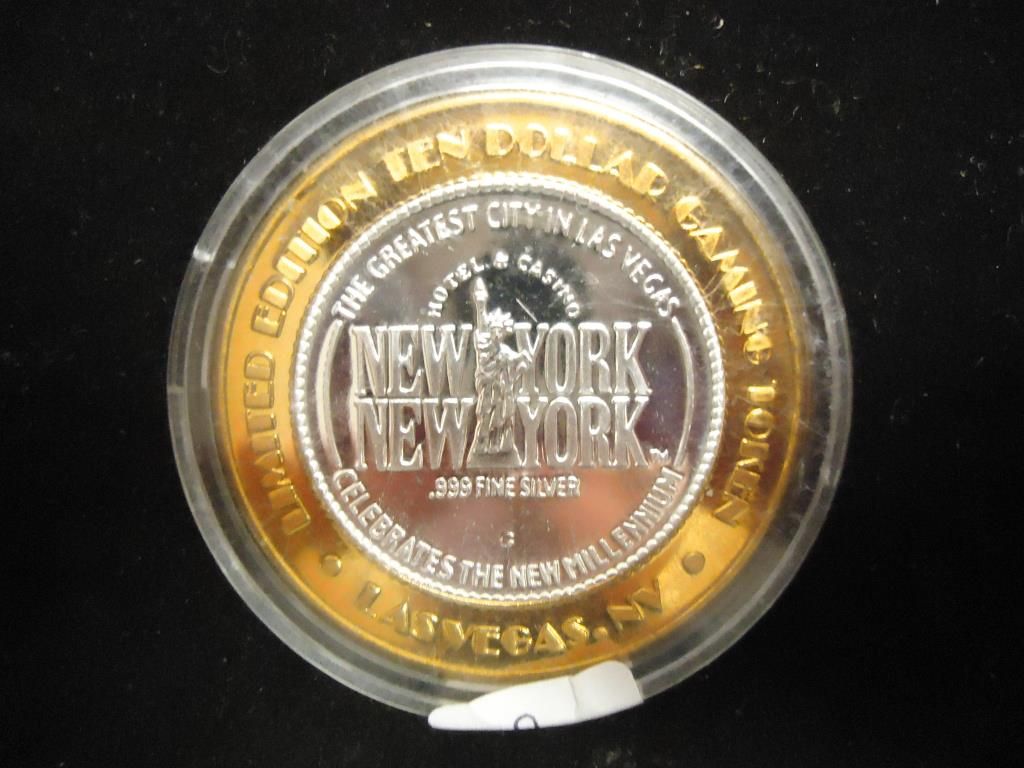 LIMITED EDITION TEN DOLLAR GAMING TOKEN
THE GREATEST CITY IN LAS VEGAS
HOTEL & CASINO
NEW YORK
NEW YORK™
.999 FINE SILVER
G
CELEBRATES THE NEW MILLENNIUM
• LAS VEGAS, NV •